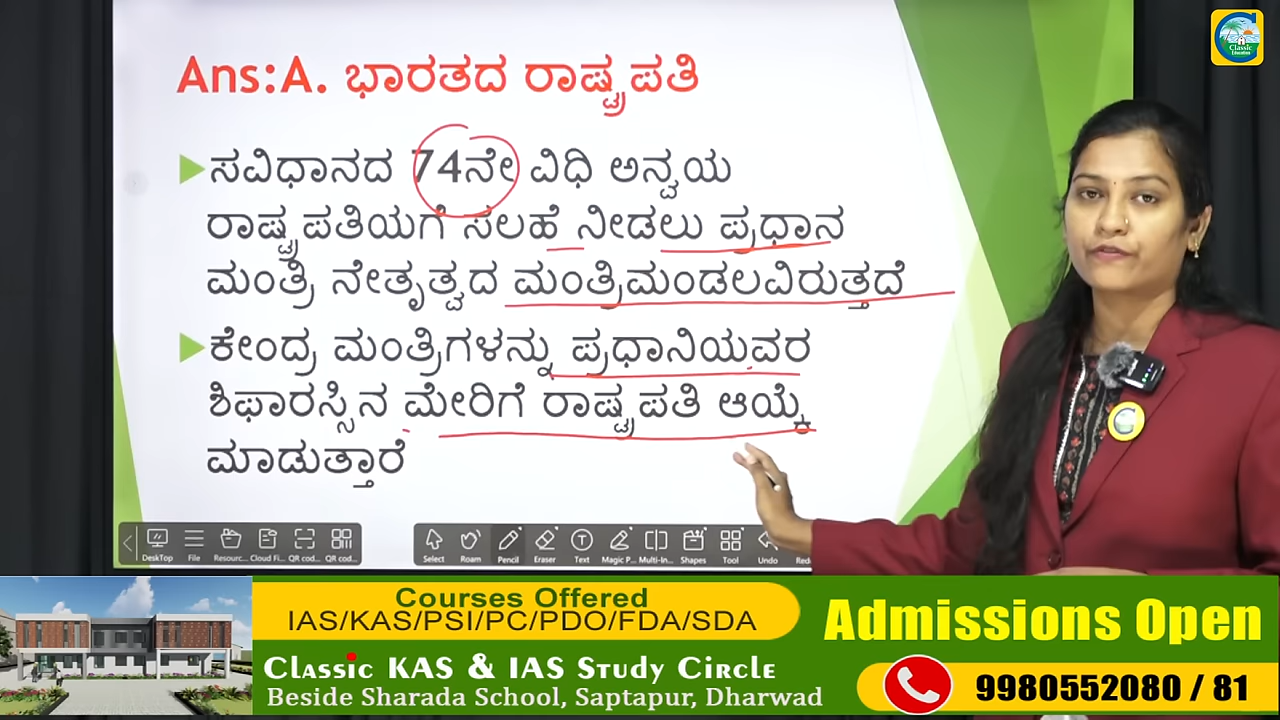 Ans:A. ಭಾರತದ ರಾಷ್ಟ್ರಪತಿ
ಸವಿಧಾನದ 74ನೇ ವಿಧಿ ಅನ್ವಯ
ರಾಷ್ಟ್ರಪತಿಯಗೆ ಸಲಹೆ ನೀಡಲು ಪ್ರಧಾನ
ಮಂತ್ರಿ ನೇತೃತ್ವದ ಮಂತ್ರಿಮಂಡಲವಿರುತ್ತದೆ
ಕೇಂದ್ರ ಮಂತ್ರಿಗಳನ್ನು ಪ್ರಧಾನಿಯವರ
ಶಿಫಾರಸ್ಸಿನ ಮೇರಿಗೆ ರಾಷ್ಟ್ರಪತಿ ಆಯ್ಕೆ
ಮಾಡುತ್ತಾರೆ
Classic
Education
DeskTop File Resourc... Cloud Fi... QR cod... QR cod... Select Roam Pencil Eraser Text Magic P... Multi-In... Shapes Tool Undo
Courses Offered
IAS/KAS/PSI/PC/PDO/FDA/SDA
Classic KAS & IAS Study Circle
Beside Sharada School, Saptapur, Dharwad
Admissions Open
9980552080 / 81